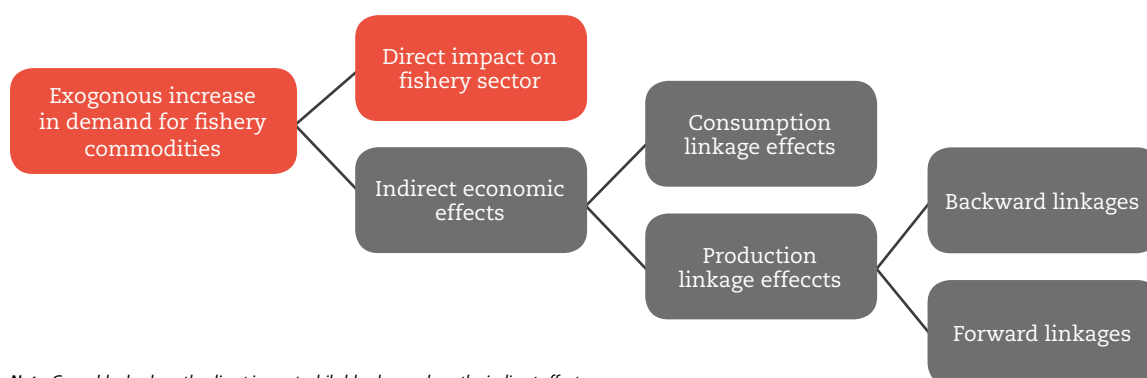 Exogonous increase
in demand for fishery
commodities
Direct impact on
fishery sector
Indirect economic
effects
Consumption
linkage effects
Production
linkage effeccts
Backward linkages
Forward linkages
Note